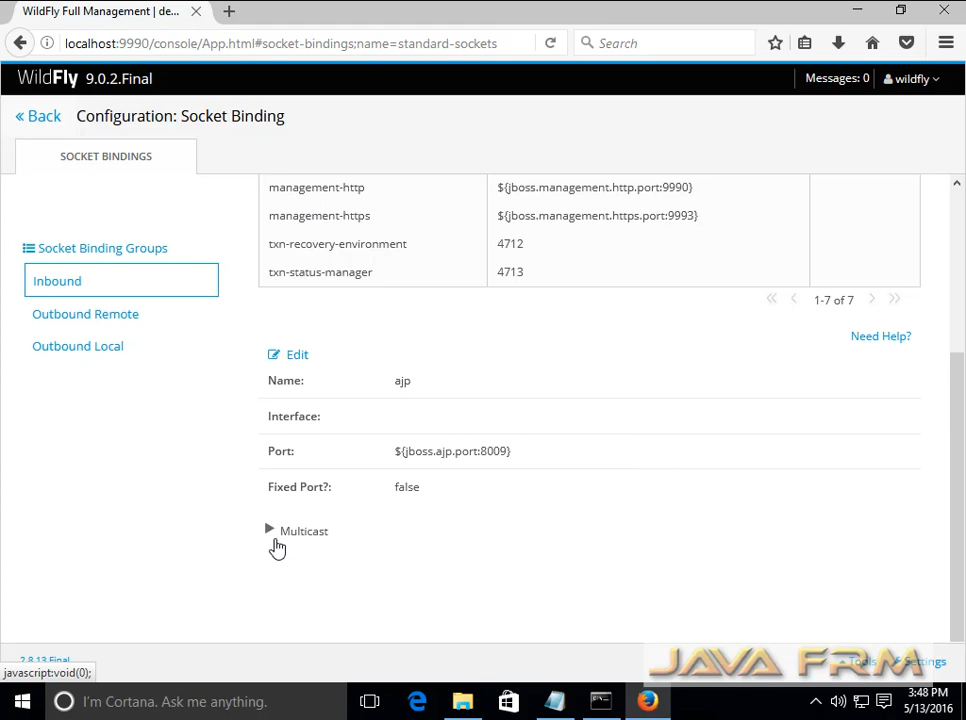 WildFly Full Management | de...
localhost:9990/console/App.html#socket-bindings;name=standard-sockets
Search
WildFly 9.0.2.Final
Messages: 0
wildfly
« Back
Configuration: Socket Binding
SOCKET BINDINGS
management-http ${jboss.management.http.port:9990}
management-https ${jboss.management.https.port:9993}
txn-recovery-environment 4712
txn-status-manager 4713
1-7 of 7
Socket Binding Groups
Inbound
Outbound Remote
Outbound Local
Need Help?
Edit
Name: ajp
Interface:
Port: ${jboss.ajp.port:8009}
Fixed Port?: false
Multicast
2.8.13.Final
Tools
Settings
javascript:void(0);
JAVA FRM
I'm Cortana. Ask me anything.
3:48 PM
5/13/2016